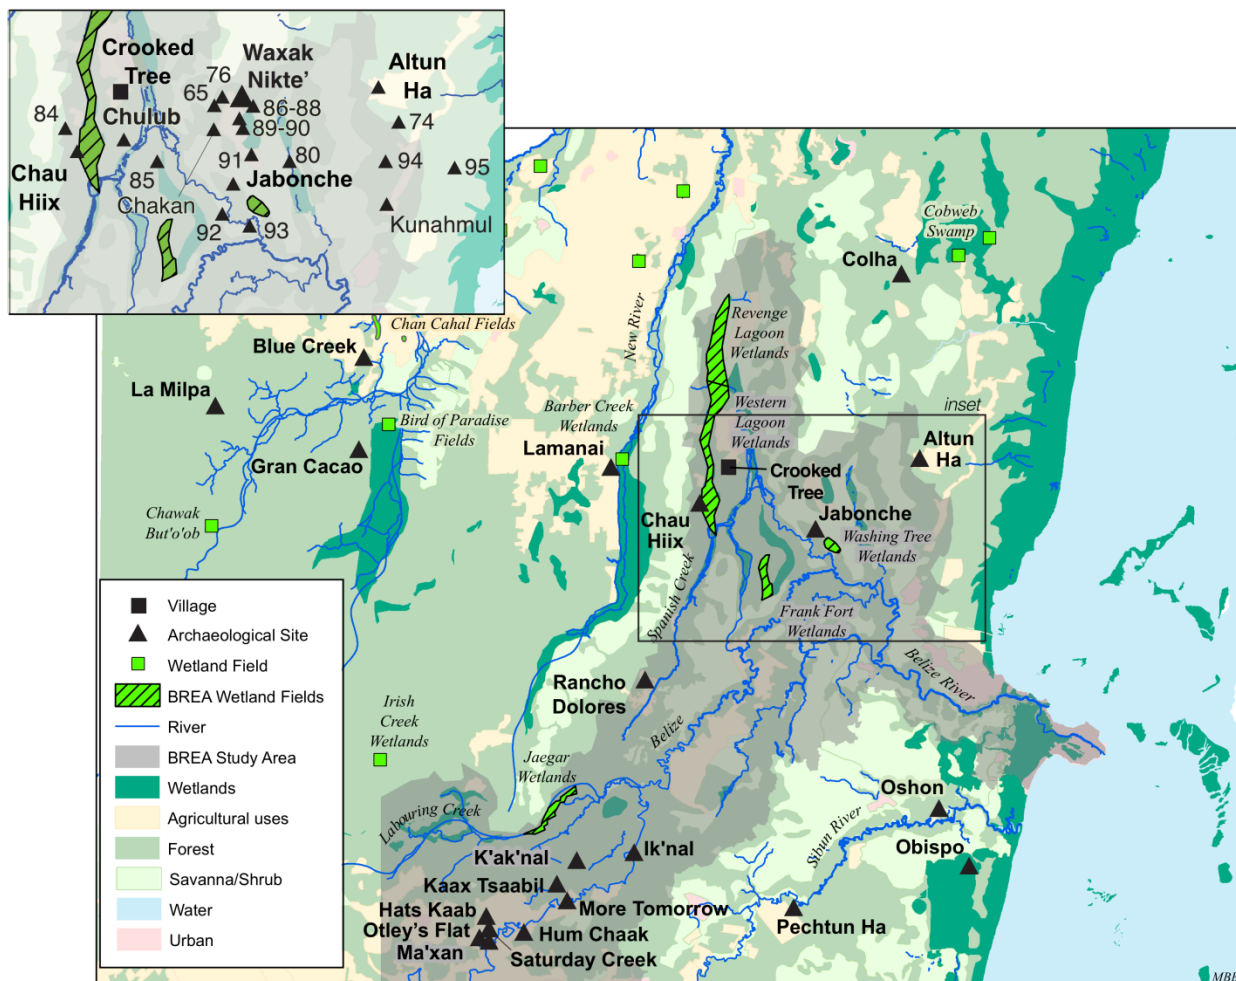 Crooked
Tree
76
65
Waxak
Nikte’
Altun
Ha
84
Chulub
86-88
89-90
74
Chau
Hiix
85
Chakan
91
80
94
95
Jabonche
92
93
Kunahmul
Cobweb
Swamp
Colha
New River
Revenge
Lagoon
Wetlands
Chan Cahal Fields
Blue Creek
La Milpa
Bird of Paradise
Fields
Gran Cacao
Barber Creek
Wetlands
Lamanai
Western
Lagoon
Wetlands
inset
Altun
Ha
Crooked
Tree
Chawak
But'o'ob
Chau
Hiix
Jabonche
Washing Tree
Wetlands
Spanish Creek
Frank Fort
Wetlands
Rancho
Dolores
Belize River
Belize
Irish
Creek
Wetlands
Jaegar
Wetlands
Labouring Creek
Oshon
Sibun River
Obispo
K'ak'nal
Ik'nal
Kaax Tsaabil
More Tomorrow
Hats Kaab
Otley’s Flat
Ma'xan
Hum Chaak
Saturday Creek
Pechtun Ha
Village
Archaeological Site
Wetland Field
BREA Wetland Fields
River
BREA Study Area
Wetlands
Agricultural uses
Forest
Savanna/Shrub
Water
Urban